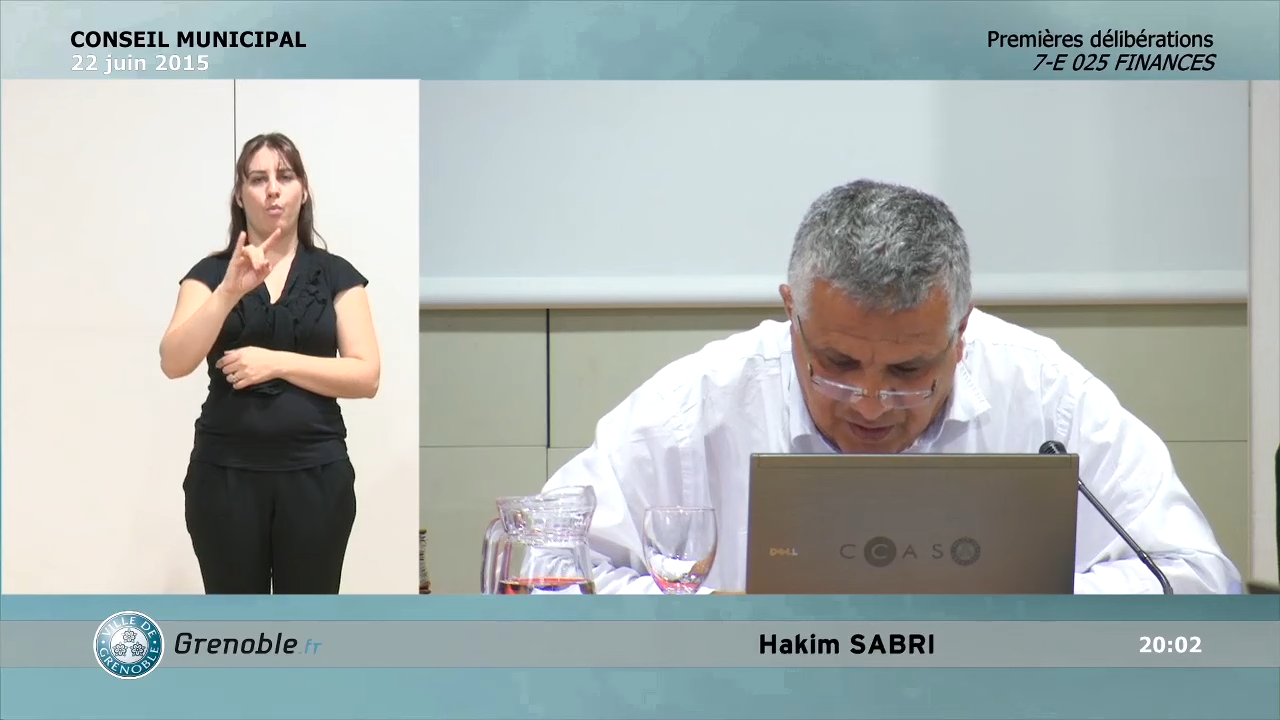 CONSEIL MUNICIPAL
22 juin 2015
Premières délibérations
7-E 025 FINANCES
DELL
CCAS
VILLE DE GRENOBLE
Grenoble.fr
Hakim SABRI
20:02